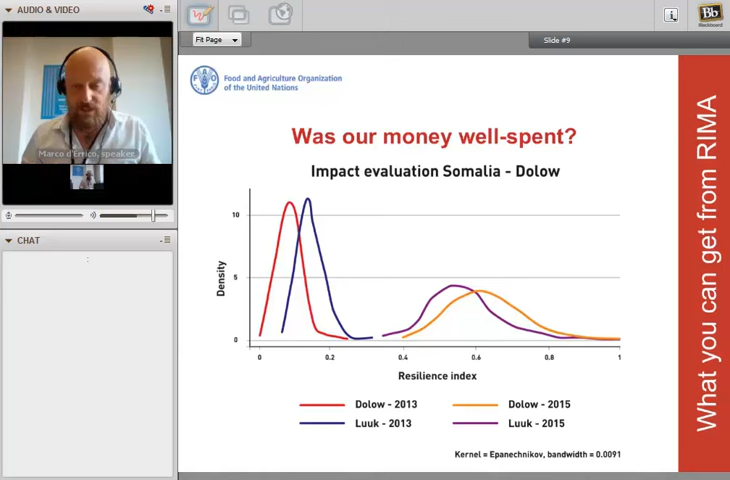 AUDIO & VIDEO
Marco d'Errico, speaker.
CHAT
Fit Page
Slide #9
Bb
Blackboard
FAO
Food and Agriculture Organization
of the United Nations
Was our money well-spent?
Impact evaluation Somalia - Dolow
Density
10
5
0
0
0.2
0.4
0.6
0.8
1
Resilience index
Dolow - 2013
Dolow - 2015
Luuk - 2013
Luuk - 2015
Kernel = Epanechnikov, bandwidth = 0.0091
What you can get from RIMA